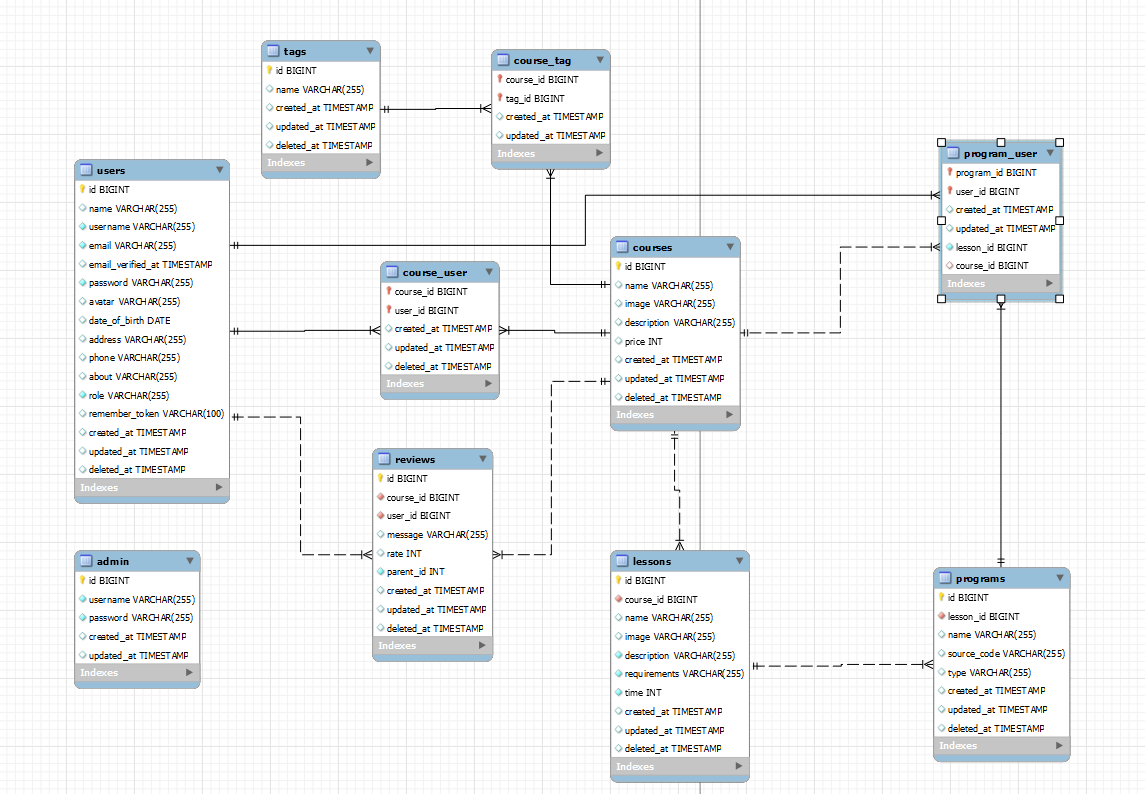 tags
id BIGINT
name VARCHAR(255)
created_at TIMESTAMP
updated_at TIMESTAMP
deleted_at TIMESTAMP
Indexes
course_tag
course_id BIGINT
tag_id BIGINT
created_at TIMESTAMP
updated_at TIMESTAMP
Indexes
program_user
program_id BIGINT
user_id BIGINT
created_at TIMESTAMP
updated_at TIMESTAMP
lesson_id BIGINT
course_id BIGINT
Indexes
users
id BIGINT
name VARCHAR(255)
username VARCHAR(255)
email VARCHAR(255)
email_verified_at TIMESTAMP
password VARCHAR(255)
avatar VARCHAR(255)
date_of_birth DATE
address VARCHAR(255)
phone VARCHAR(255)
about VARCHAR(255)
role VARCHAR(255)
remember_token VARCHAR(100)
created_at TIMESTAMP
updated_at TIMESTAMP
deleted_at TIMESTAMP
Indexes
course_user
course_id BIGINT
user_id BIGINT
created_at TIMESTAMP
updated_at TIMESTAMP
deleted_at TIMESTAMP
Indexes
courses
id BIGINT
name VARCHAR(255)
image VARCHAR(255)
description VARCHAR(255)
price INT
created_at TIMESTAMP
updated_at TIMESTAMP
deleted_at TIMESTAMP
Indexes
reviews
id BIGINT
course_id BIGINT
user_id BIGINT
message VARCHAR(255)
rate INT
parent_id INT
created_at TIMESTAMP
updated_at TIMESTAMP
deleted_at TIMESTAMP
Indexes
admin
id BIGINT
username VARCHAR(255)
password VARCHAR(255)
created_at TIMESTAMP
updated_at TIMESTAMP
Indexes
lessons
id BIGINT
course_id BIGINT
name VARCHAR(255)
image VARCHAR(255)
description VARCHAR(255)
requirements VARCHAR(255)
time INT
created_at TIMESTAMP
updated_at TIMESTAMP
deleted_at TIMESTAMP
Indexes
programs
id BIGINT
lesson_id BIGINT
name VARCHAR(255)
source_code VARCHAR(255)
type VARCHAR(255)
created_at TIMESTAMP
updated_at TIMESTAMP
deleted_at TIMESTAMP
Indexes